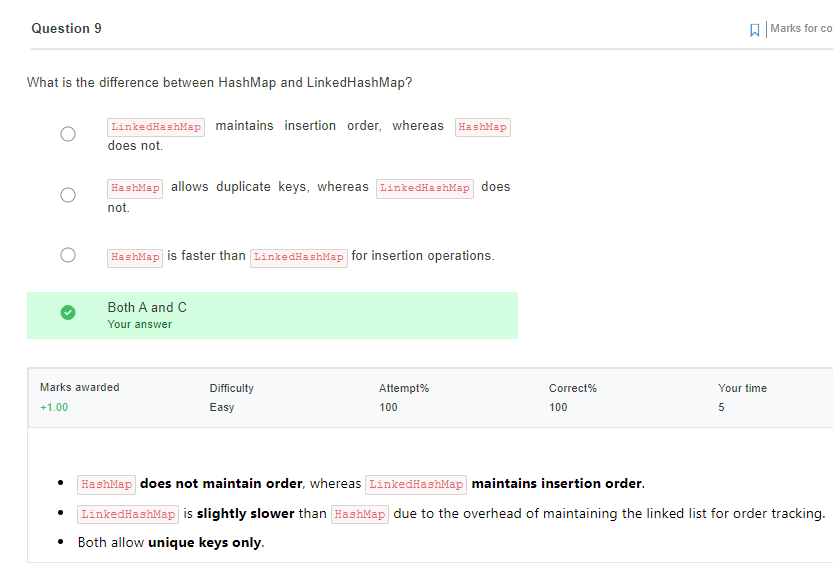 Question 9
Marks for co
What is the difference between HashMap and LinkedHashMap?
LinkedHashMap maintains insertion order, whereas HashMap
does not.
HashMap allows duplicate keys, whereas LinkedHashMap does
not.
HashMap is faster than LinkedHashMap for insertion operations.
Both A and C
Your answer
Marks awarded Difficulty Attempt% Correct% Your time
+1.00 Easy 100 100 5
• HashMap does not maintain order, whereas LinkedHashMap maintains insertion order.
• LinkedHashMap is slightly slower than HashMap due to the overhead of maintaining the linked list for order tracking.
• Both allow unique keys only.